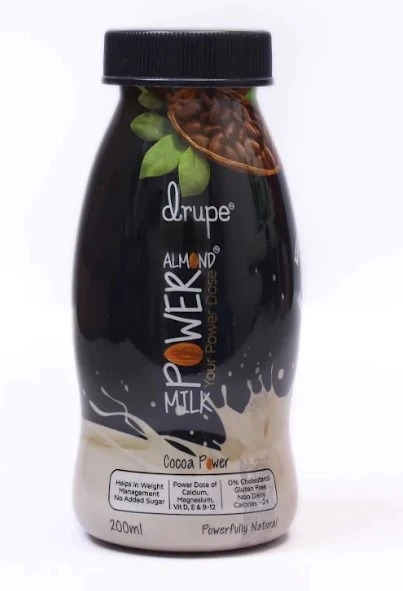 drupe®
ALMOND®
POWER
MILK
Your Power Dose
Cocoa Power
Helps in Weight
Management
No Added Sugar
Power Dose of
Calcium,
Magnesium,
Vit D, E & B-12
0% Cholesterol
Gluten Free
Non Dairy
Calories
200ml
Powerfully Natural